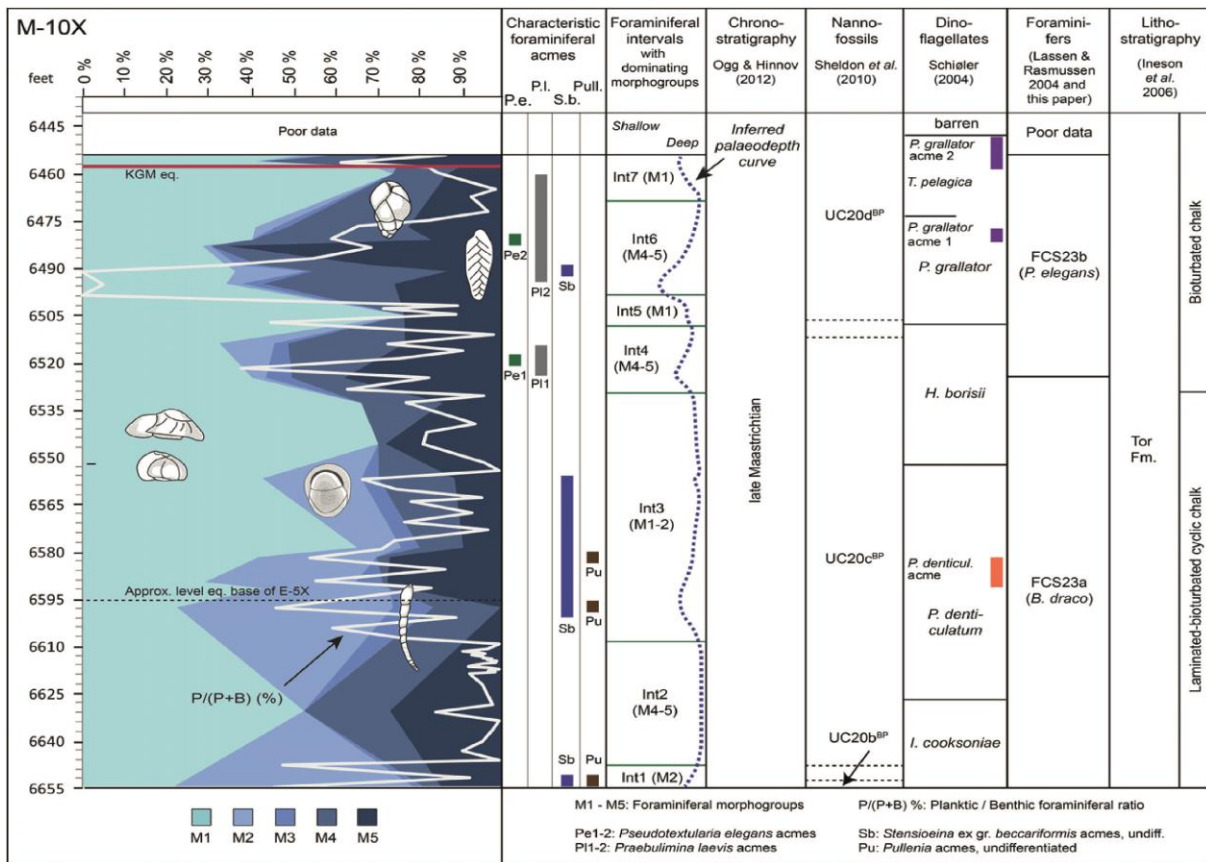 M-10X
feet
0 %
10 %
20 %
30 %
40 %
50 %
60 %
70 %
80 %
90 %
Characteristic
foraminiferal
acmes
P.e.
P.l.
S.b.
Pull.
Foraminiferal
intervals
with
dominating
morphogroups
Chrono-
stratigraphy
Ogg & Hinnov
(2012)
Nanno-
fossils
Sheldon et al.
(2010)
Dino-
flagellates
Schiøler
(2004)
Foramini-
fers
(Lassen &
Rasmussen
2004 and
this paper)
Litho-
stratigraphy
(Ineson
et al.
2006)
6445
6460
6475
6490
6505
6520
6535
6550
6565
6580
6595
6610
6625
6640
6655
Poor data
KGM eq.
Approx. level eq. base of E-5X
P/(P+B) (%)
Pe2
Pl2
Sb
Pe1
Pl1
Pu
Pu
Sb
Sb
Pu
Shallow
Deep
Int7 (M1)
Int6
(M4-5)
Int5 (M1)
Int4
(M4-5)
Int3
(M1-2)
Int2
(M4-5)
Int1 (M2)
Inferred
palaeodepth
curve
late Maastrichtian
UC20dBP
UC20cBP
UC20bBP
barren
P. grallator
acme 2
T. pelagica
P. grallator
acme 1
P. grallator
H. borisii
P. denticul.
acme
P. denti-
culatum
I. cooksoniae
Poor data
FCS23b
(P. elegans)
FCS23a
(B. draco)
Tor
Fm.
Bioturbated chalk
Laminated-bioturbated cyclic chalk
M1
M2
M3
M4
M5
M1 - M5: Foraminiferal morphogroups
P/(P+B) %: Planktic / Benthic foraminiferal ratio
Pe1-2: Pseudotextularia elegans acmes
Sb: Stensioeina ex gr. beccariformis acmes, undiff.
Pl1-2: Praebulimina laevis acmes
Pu: Pullenia acmes, undifferentiated